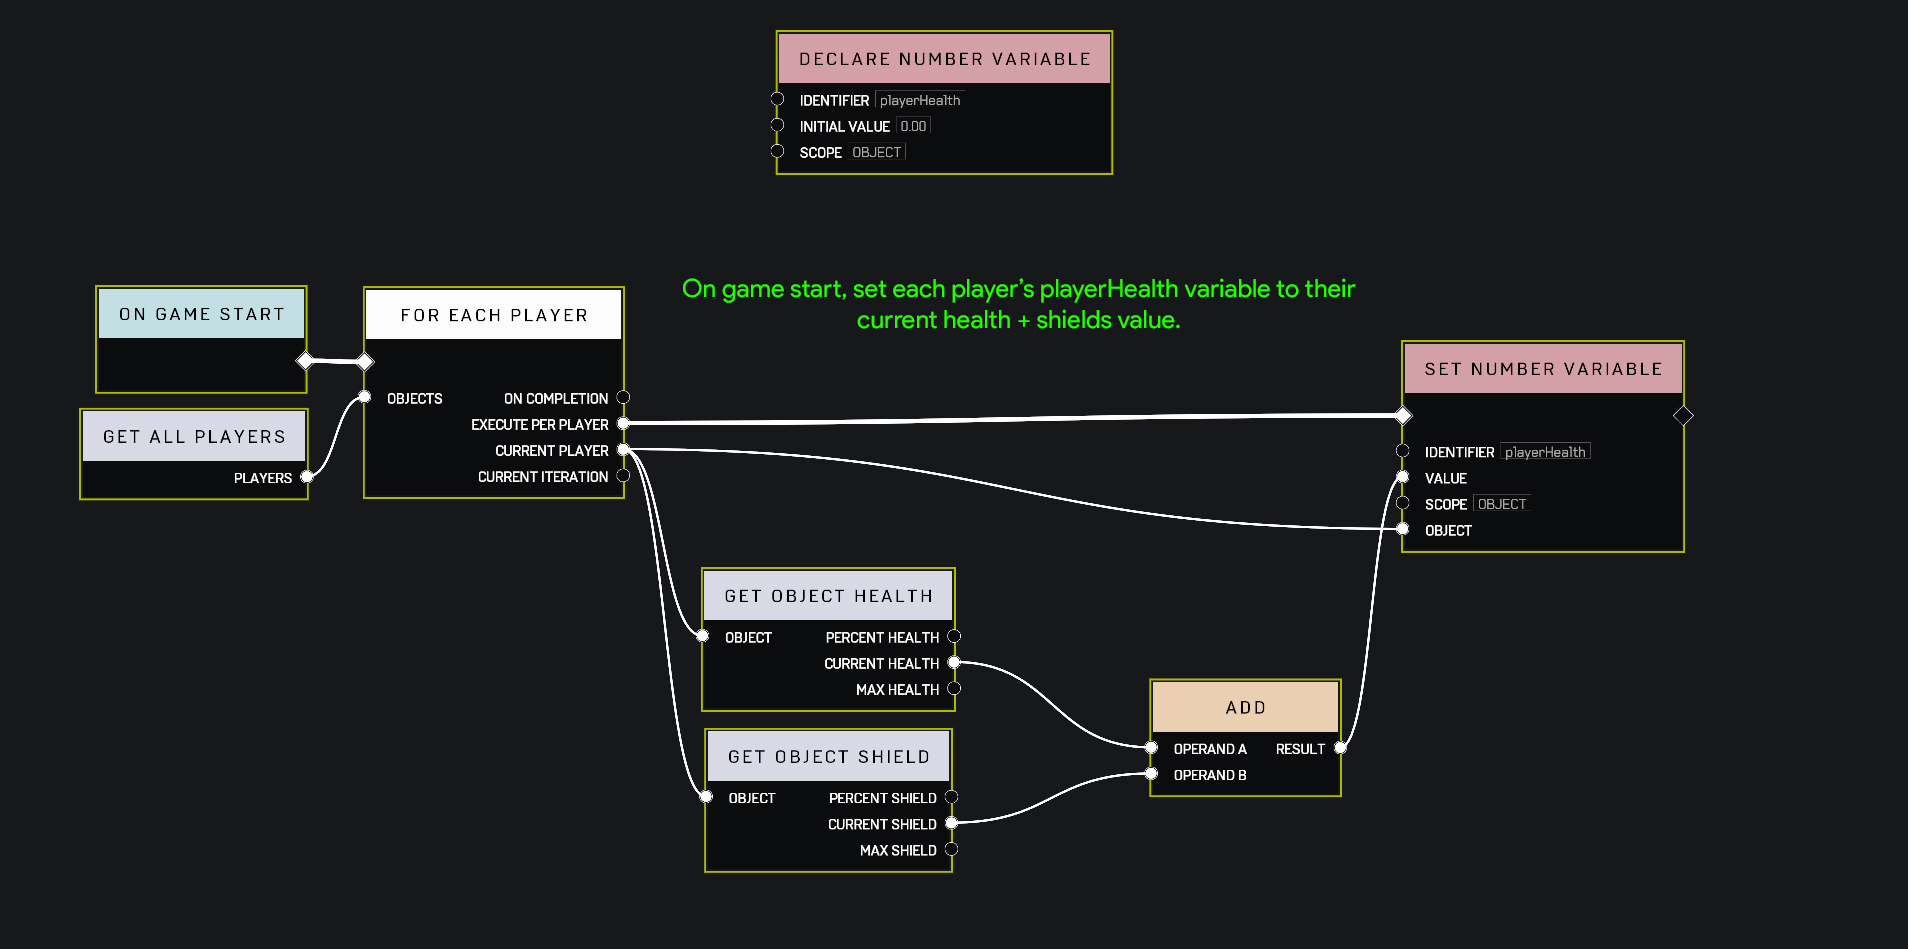 DECLARE NUMBER VARIABLE
IDENTIFIER playerHealth
INITIAL VALUE 0.00
SCOPE OBJECT
On game start, set each player's playerHealth variable to their
current health + shields value.
ON GAME START
GET ALL PLAYERS
PLAYERS
FOR EACH PLAYER
OBJECTS ON COMPLETION
EXECUTE PER PLAYER
CURRENT PLAYER
CURRENT ITERATION
SET NUMBER VARIABLE
IDENTIFIER playerHealth
VALUE
SCOPE OBJECT
OBJECT
GET OBJECT HEALTH
OBJECT PERCENT HEALTH
CURRENT HEALTH
MAX HEALTH
GET OBJECT SHIELD
OBJECT PERCENT SHIELD
CURRENT SHIELD
MAX SHIELD
ADD
OPERAND A RESULT
OPERAND B